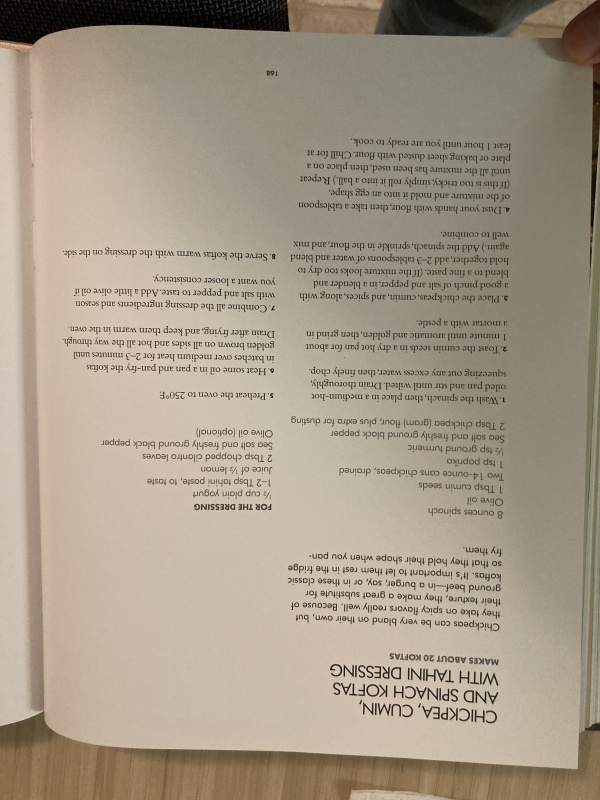 CHICKPEA, CUMIN,
AND SPINACH KOFTAS
WITH TAHINI DRESSING
MAKES ABOUT 20 KOFTAS
Chickpeas can be very bland on their own, but
they take on spicy flavors really well. Because of
their texture, they make a great substitute for
ground beef—in a burger, say, or in these classic
koftas. It's important to let them rest in the fridge
so that they hold their shape when you pan-
fry them.
8 ounces spinach
Olive oil
1 Tbsp cumin seeds
Two 14-ounce cans chickpeas, drained
1 tsp paprika
½ tsp ground turmeric
Sea salt and freshly ground black pepper
2 Tbsp chickpea (gram) flour, plus extra for dusting
1. Wash the spinach, then place in a medium-hot
oiled pan and stir until wilted. Drain thoroughly,
squeezing out any excess water, then finely chop.
2. Toast the cumin seeds in a dry hot pan for about
1 minute until aromatic and golden, then grind in
a mortar with a pestle.
3. Place the chickpeas, cumin, and spices, along with
a good pinch of salt and pepper, in a blender and
blend to a fine paste. (If the mixture looks too dry to
hold together, add 2–3 tablespoons of water and blend
again.) Add the spinach, sprinkle in the flour, and mix
well to combine.
4. Dust your hands with flour, then take a tablespoon
of the mixture and mold it into an egg shape.
(If this is too tricky, simply roll it into a ball.) Repeat
until all the mixture has been used, then place on a
plate or baking sheet dusted with flour. Chill for at
least 1 hour until you are ready to cook.
FOR THE DRESSING
½ cup plain yogurt
1–2 Tbsp tahini paste, to taste
Juice of ½ lemon
2 Tbsp chopped cilantro leaves
Sea salt and freshly ground black pepper
Olive oil (optional)
5. Preheat the oven to 250°F.
6. Heat some oil in a pan and pan-fry the koftas
in batches over medium heat for 2–3 minutes until
golden brown on all sides and hot all the way through.
Drain after frying, and keep them warm in the oven.
7. Combine all the dressing ingredients and season
with salt and pepper to taste. Add a little olive oil if
you want a looser consistency.
8. Serve the koftas warm with the dressing on the side.
168